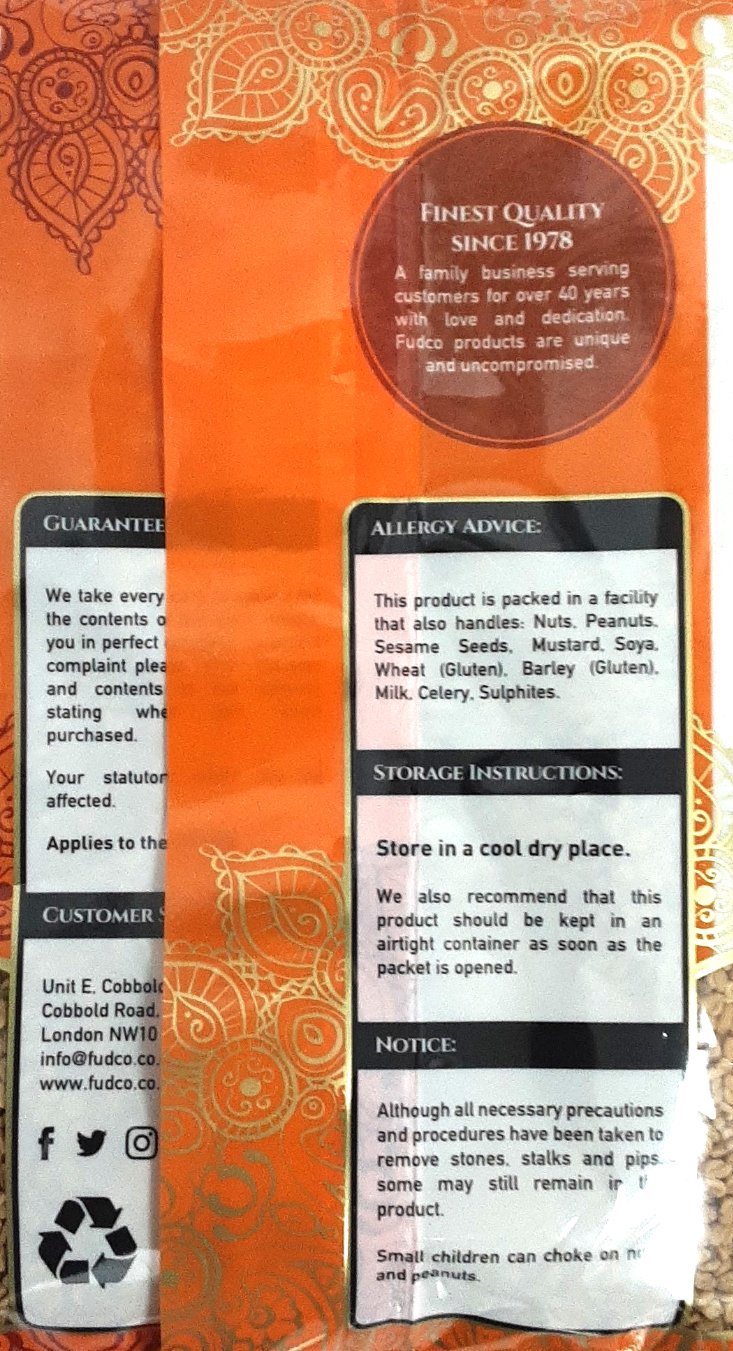 FINEST QUALITY
SINCE 1978
A family business serving
customers for over 40 years
with love and dedication.
Fudco products are unique
and uncompromised.
GUARANTEE
We take every
the contents
you in perfect
complaint
and contents
stating
purchased.
Your
affected.
Applies to the
CUSTOMER
Unit E, Cobbold
Cobbold Road,
London NW10
info@fudco.co.
www.fudco.co.
ALLERGY ADVICE:
This product is packed in a facility
that also handles: Nuts, Peanuts,
Sesame Seeds, Mustard, Soya,
Wheat (Gluten), Barley (Gluten),
Milk, Celery, Sulphites.
STORAGE INSTRUCTIONS:
Store in a cool dry place.
We also recommend that this
product should be kept in an
airtight container as soon as the
packet is opened.
NOTICE:
Although all necessary precautions
and procedures have been taken to
remove stones, stalks and pips,
some may still remain
product.
Small children can choke on
and peanuts.